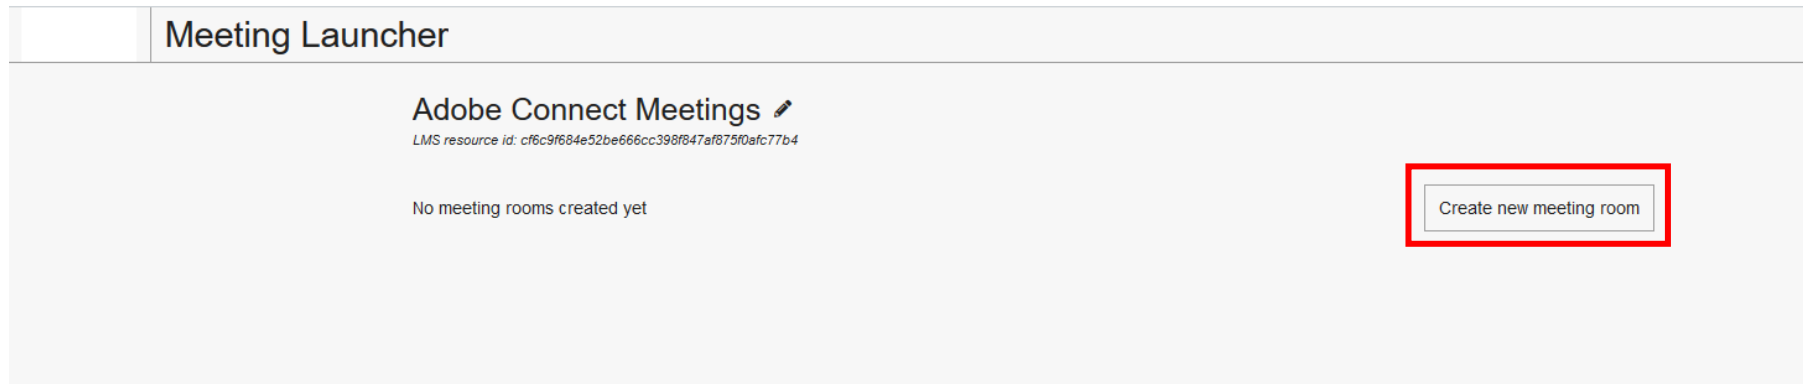 Meeting Launcher
Adobe Connect Meetings
LMS resource id: cf6c9f684e52be666cc398f847af875f0afc77b4
No meeting rooms created yet
Create new meeting room